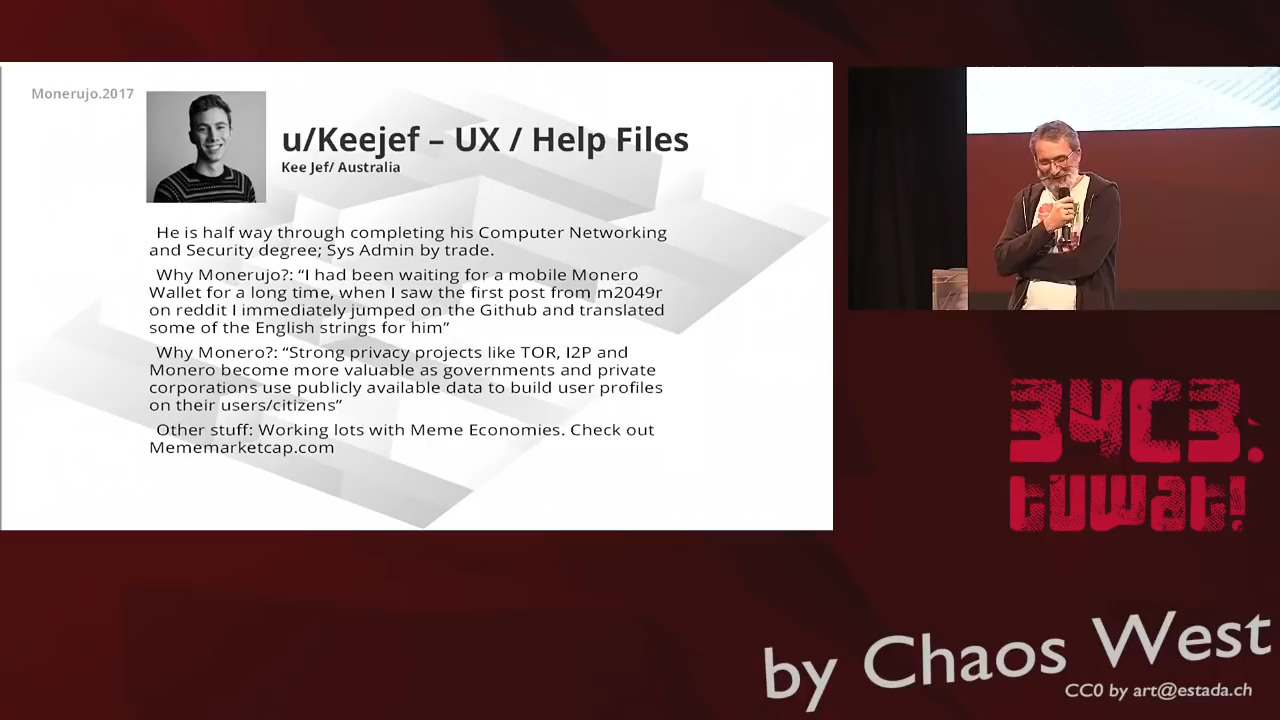 Monerujo.2017
u/Keejef – UX / Help Files
Kee Jef/ Australia
He is half way through completing his Computer Networking
and Security degree; Sys Admin by trade.
Why Monerujo?: “I had been waiting for a mobile Monero
Wallet for a long time, when I saw the first post from m2049r
on reddit I immediately jumped on the Github and translated
some of the English strings for him”
Why Monero?: “Strong privacy projects like TOR, I2P and
Monero become more valuable as governments and private
corporations use publicly available data to build user profiles
on their users/citizens”
Other stuff: Working lots with Meme Economies. Check out
Mememarketcap.com
34C3:
tuwat!
by Chaos West
CC0 by art@estada.ch